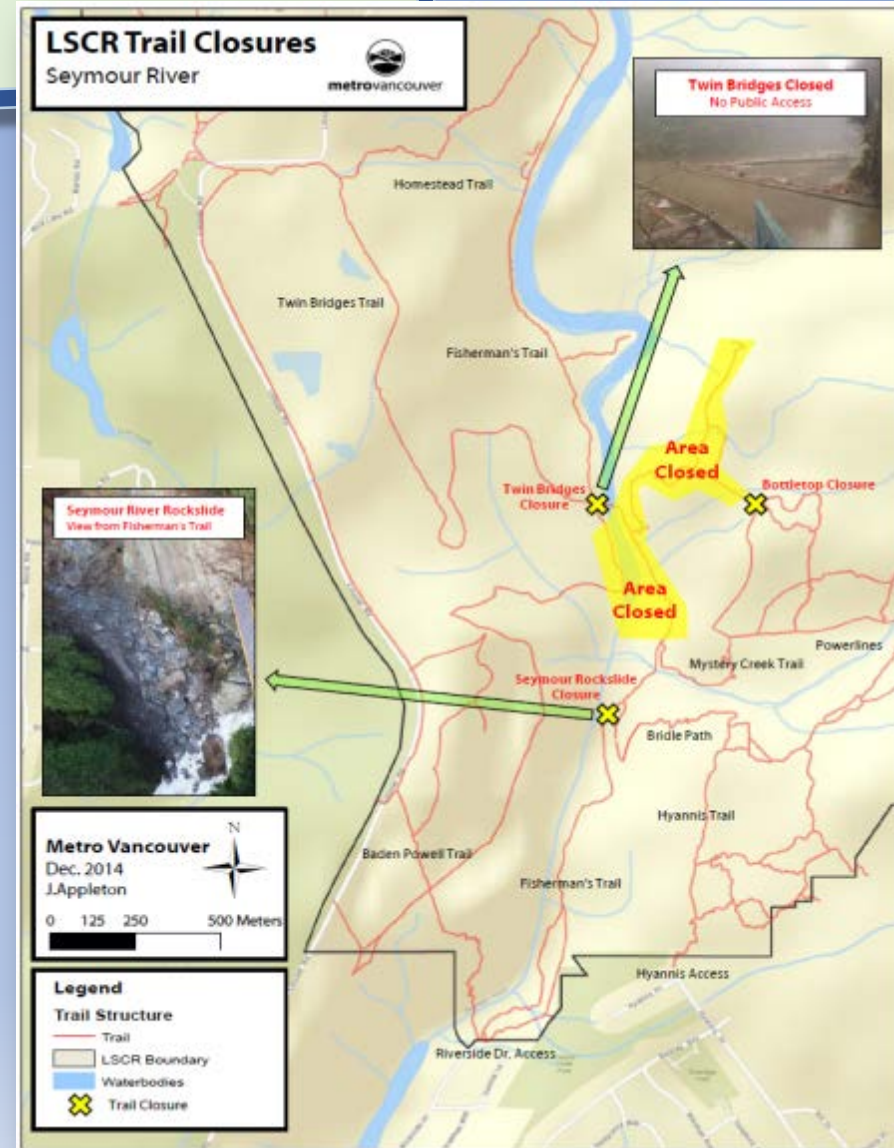 LSCR Trail Closures
Seymour River
metrovancouver
Twin Bridges Closed
No Public Access
Homestead Trail
Twin Bridges Trail
Fisherman's Trail
Area
Closed
Twin Bridges
Closure
Bottletop Closure
Seymour River Rockslide
View from Fisherman's Trail
Area
Closed
Powerlines
Mystery Creek Trail
Seymour Rockslide
Closure
Bridle Path
Hyannis Trail
Baden Powell Trail
Fisherman's Trail
Metro Vancouver
Dec. 2014
J.Appleton
N
0 125 250 500 Meters
Hyannis Access
Riverside Dr. Access
Legend
Trail Structure
Trail
LSCR Boundary
Waterbodies
Trail Closure